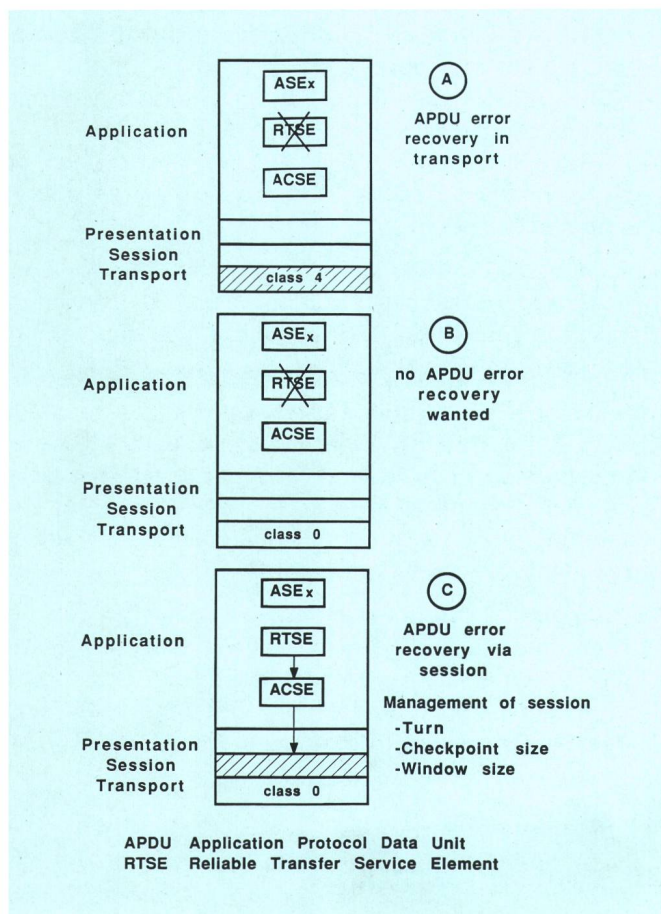 ASEx
A
Application
RTSE
APDU error
recovery in
transport
ACSE
Presentation
Session
Transport
class 4
ASEx
B
Application
RTSE
no APDU error
recovery
wanted
ACSE
Presentation
Session
Transport
class 0
ASEx
C
Application
RTSE
APDU error
recovery via
session
ACSE
Management of session
-Turn
-Checkpoint size
-Window size
Presentation
Session
Transport
class 0
APDU Application Protocol Data Unit
RTSE Reliable Transfer Service Element